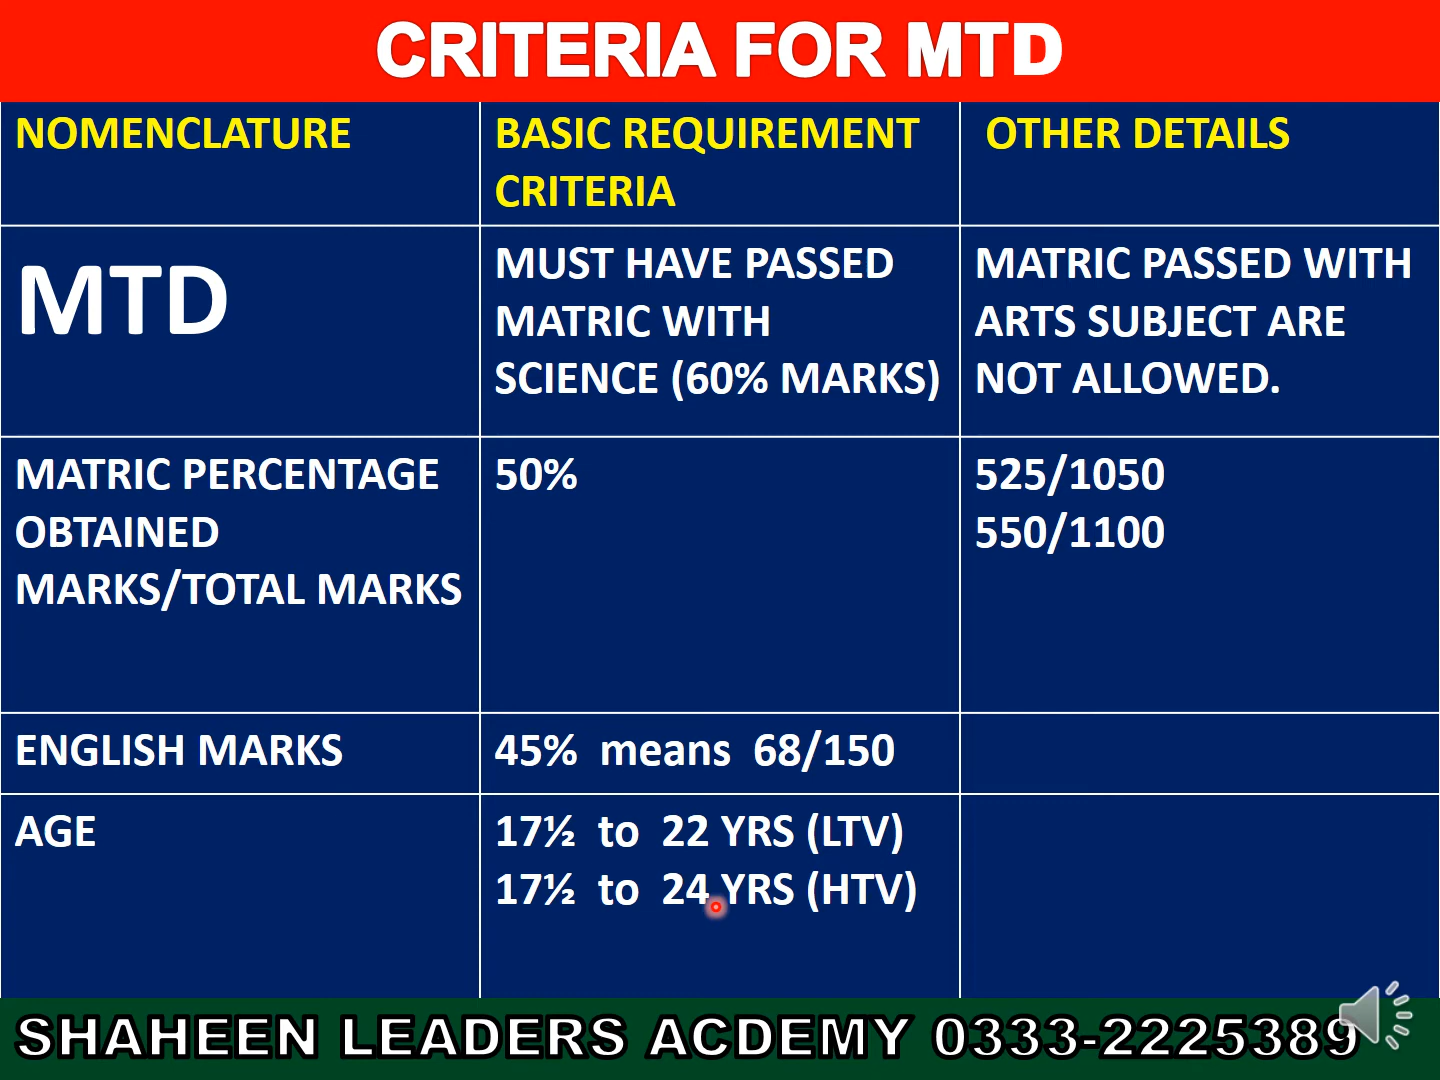 CRITERIA FOR MTD
NOMENCLATURE
BASIC REQUIREMENT
CRITERIA
OTHER DETAILS
MTD
MUST HAVE PASSED
MATRIC WITH
SCIENCE (60% MARKS)
MATRIC PASSED WITH
ARTS SUBJECT ARE
NOT ALLOWED.
MATRIC PERCENTAGE
OBTAINED
MARKS/TOTAL MARKS
50%
525/1050
550/1100
ENGLISH MARKS
45% means 68/150
AGE
17½ to 22 YRS (LTV)
17½ to 24 YRS (HTV)
SHAHEEN LEADERS ACDEMY 0333-2225389